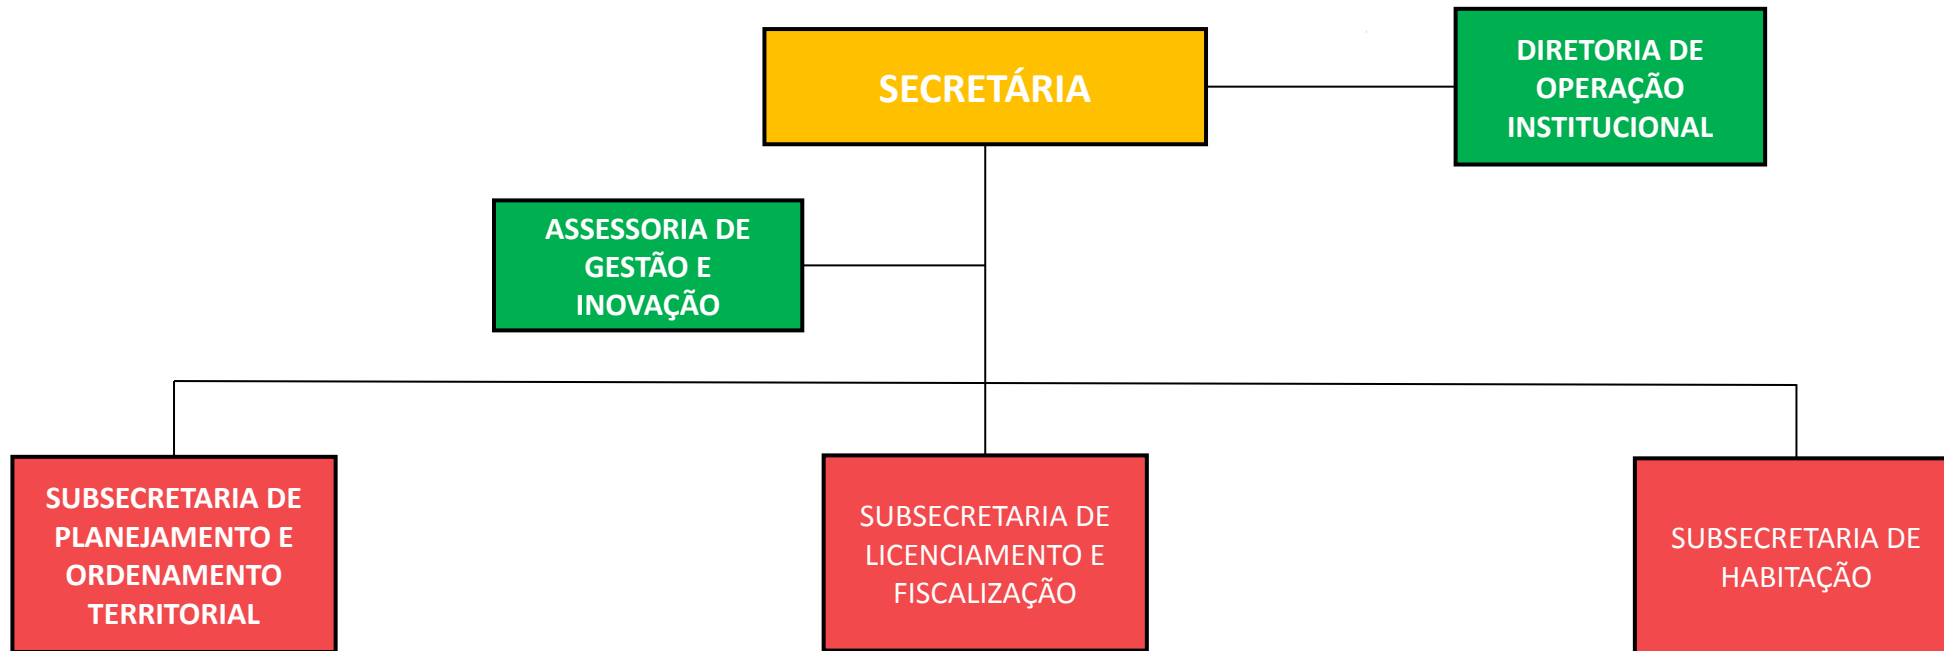 SECRETÁRIA
DIRETORIA DE
OPERAÇÃO
INSTITUCIONAL
ASSESSORIA DE
GESTÃO E
INOVAÇÃO
SUBSECRETARIA DE
PLANEJAMENTO E
ORDENAMENTO
TERRITORIAL
SUBSECRETARIA DE
LICENCIAMENTO E
FISCALIZAÇÃO
SUBSECRETARIA DE
HABITAÇÃO